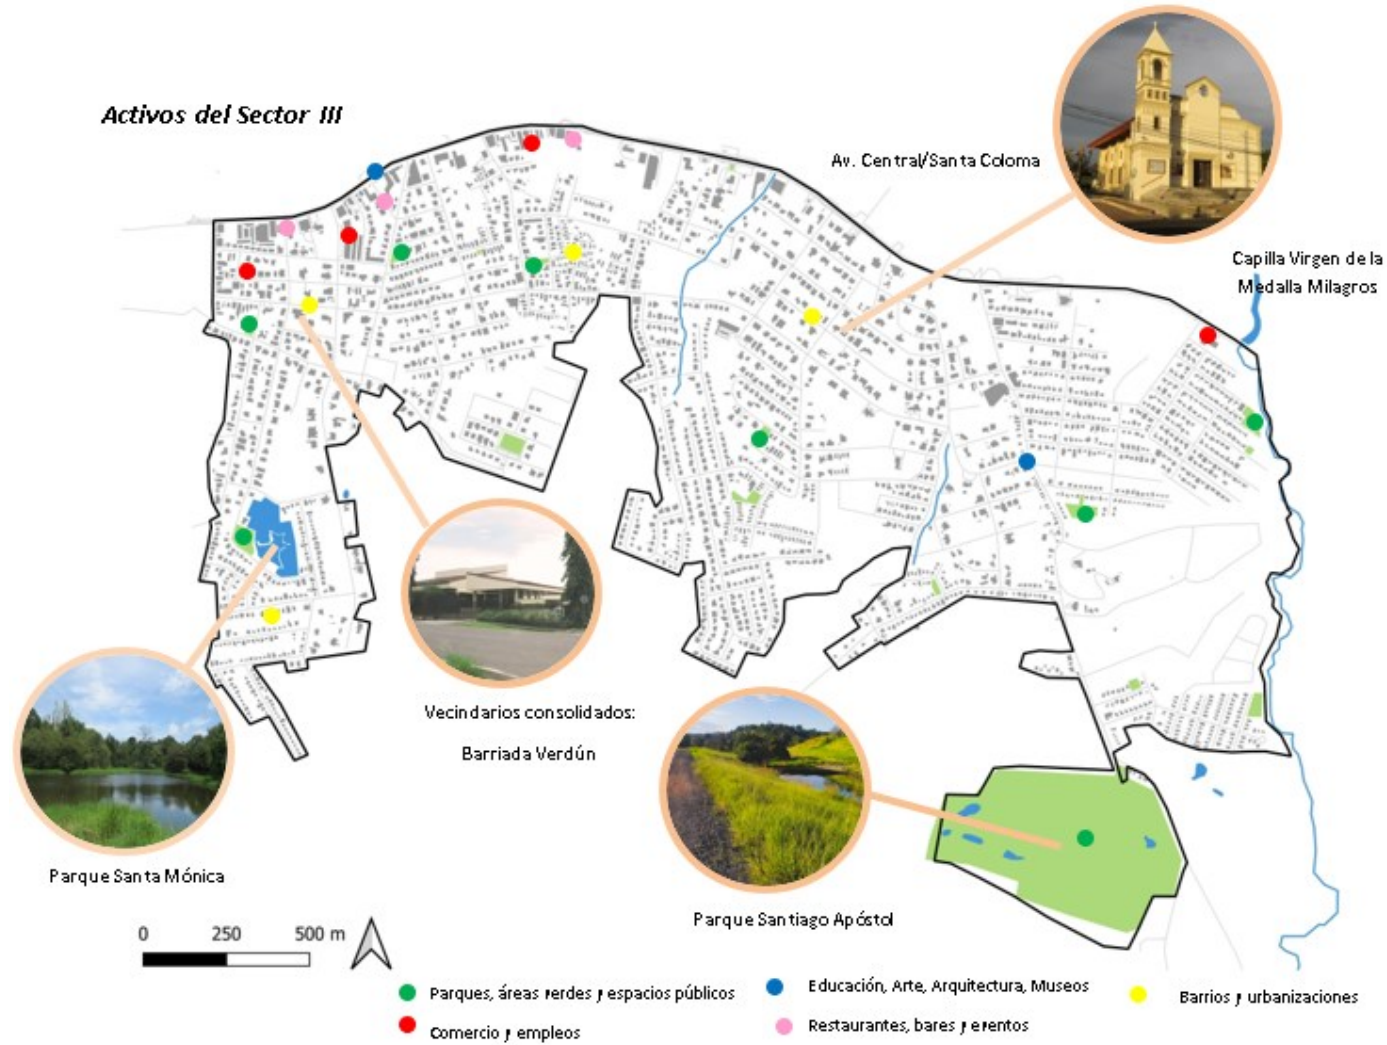 Activos del Sector III
Av. Central/Santa Coloma
Capilla Virgen de la
Medalla Milagros
Vecindarios consolidados:
Barriada Verdún
Parque Santa Mónica
Parque Santiago Apóstol
0 250 500 m
Parques, áreas verdes y espacios públicos
Educación, Arte, Arquitectura, Museos
Barrios y urbanizaciones
Comercio y empleos
Restaurantes, bares y eventos